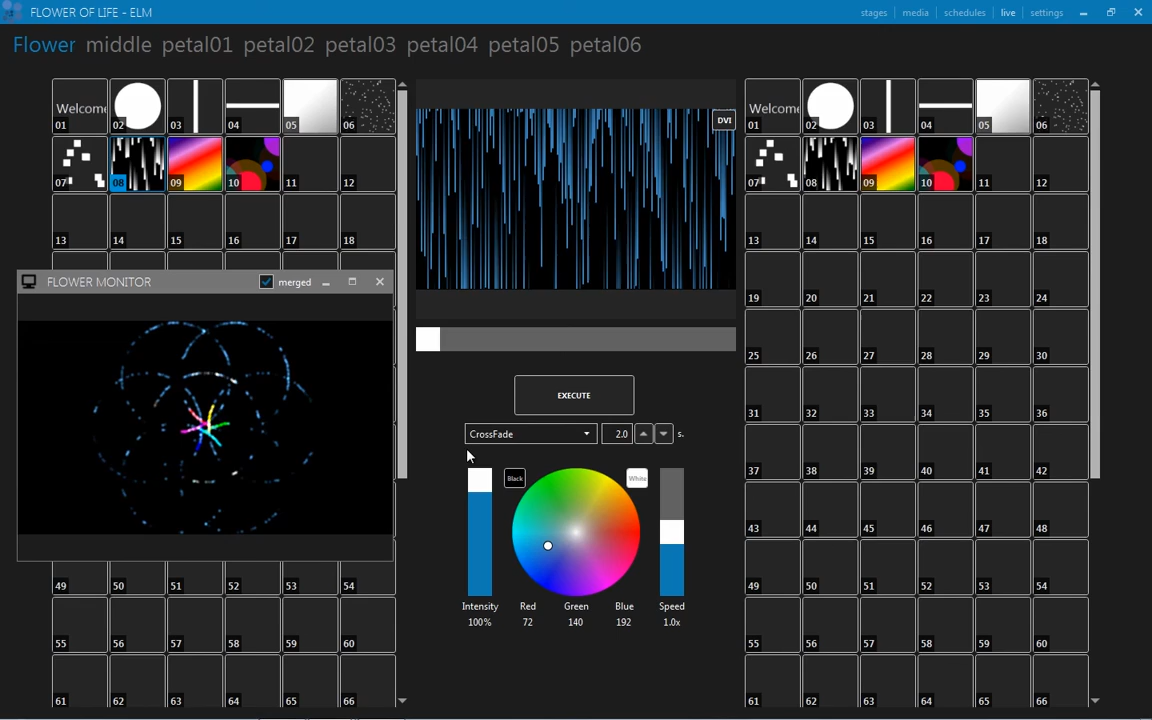 FLOWER OF LIFE - ELM
stages media schedules live settings
Flower middle petal01 petal02 petal03 petal04 petal05 petal06
Welcome
01 02 03 04 05 06
07 08 09 10 11 12
13 14 15 16 17 18
FLOWER MONITOR
merged
49 50 51 52 53 54
55 56 57 58 59 60
61 62 63 64 65 66
DVI
EXECUTE
CrossFade 2.0 s.
Black White
Intensity Red Green Blue Speed
100% 72 140 192 1.0x
Welcome
01 02 03 04 05 06
07 08 09 10 11 12
13 14 15 16 17 18
19 20 21 22 23 24
25 26 27 28 29 30
31 32 33 34 35 36
37 38 39 40 41 42
43 44 45 46 47 48
49 50 51 52 53 54
55 56 57 58 59 60
61 62 63 64 65 66